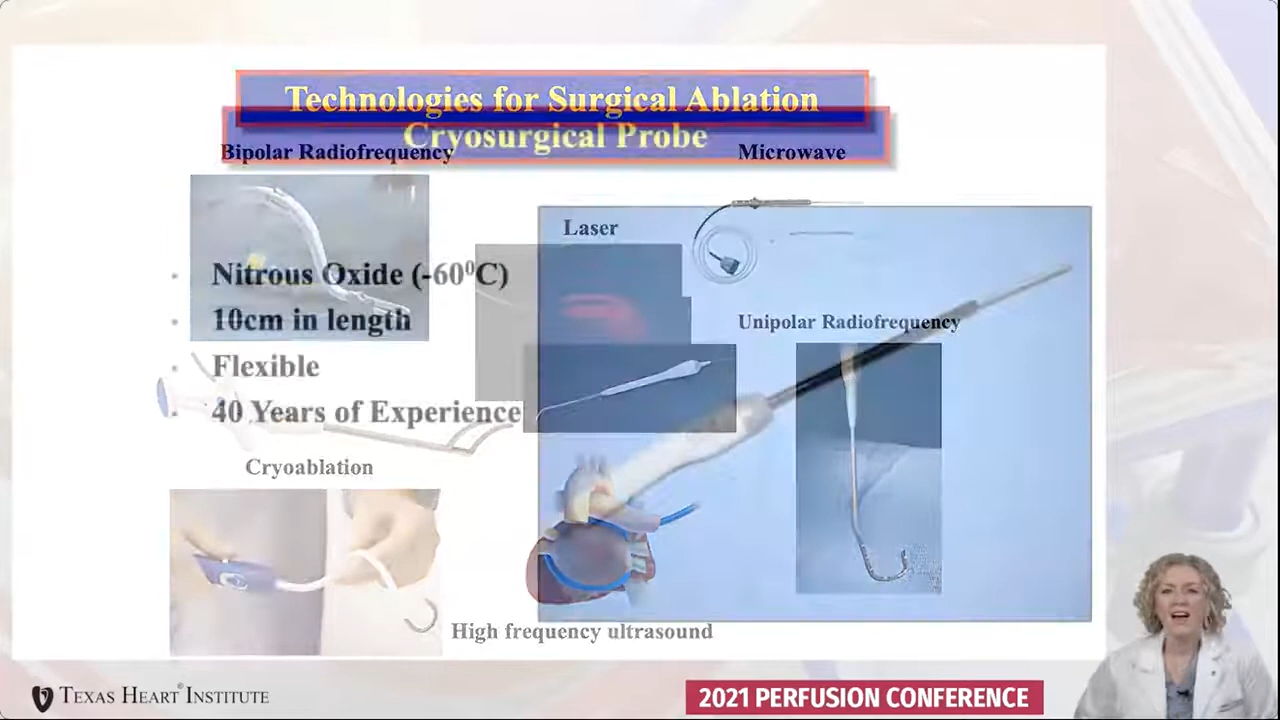 Technologies for Surgical Ablation
Cryosurgical Probe
Bipolar Radiofrequency
Microwave
Laser
Nitrous Oxide (-60⁰C)
10cm in length
Unipolar Radiofrequency
Flexible
40 Years of Experience
Cryoablation
High frequency ultrasound
TEXAS HEART® INSTITUTE
2021 PERFUSION CONFERENCE